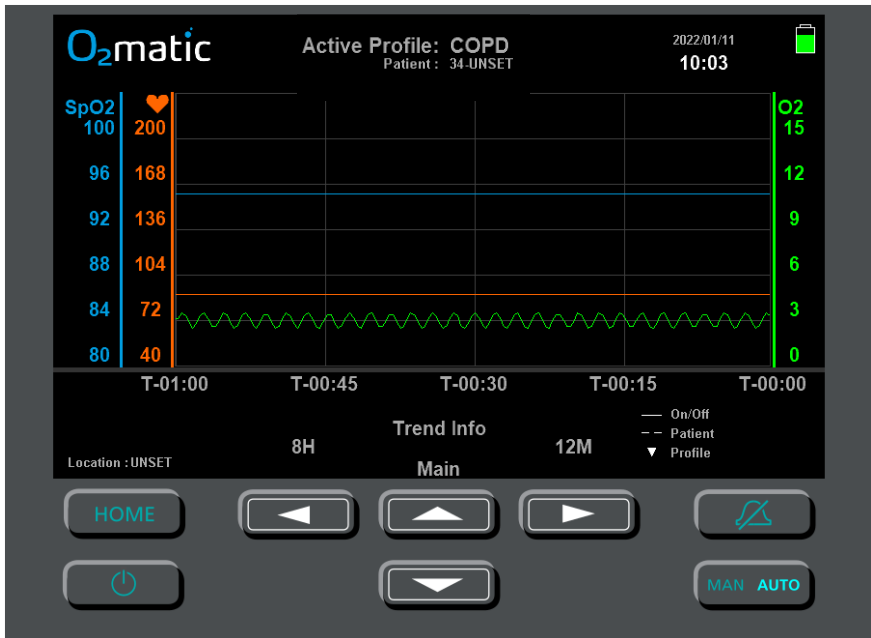 O2matic
Active Profile: COPD
Patient : 34-UNSET
2022/01/11
10:03
SpO2 O2
100 200 15
96 168 12
92 136 9
88 104 6
84 72 3
80 40 0
T-01:00 T-00:45 T-00:30 T-00:15 T-00:00
Trend Info
8H 12M
Main
On/Off
Patient
Profile
Location :UNSET
HOME
MAN AUTO